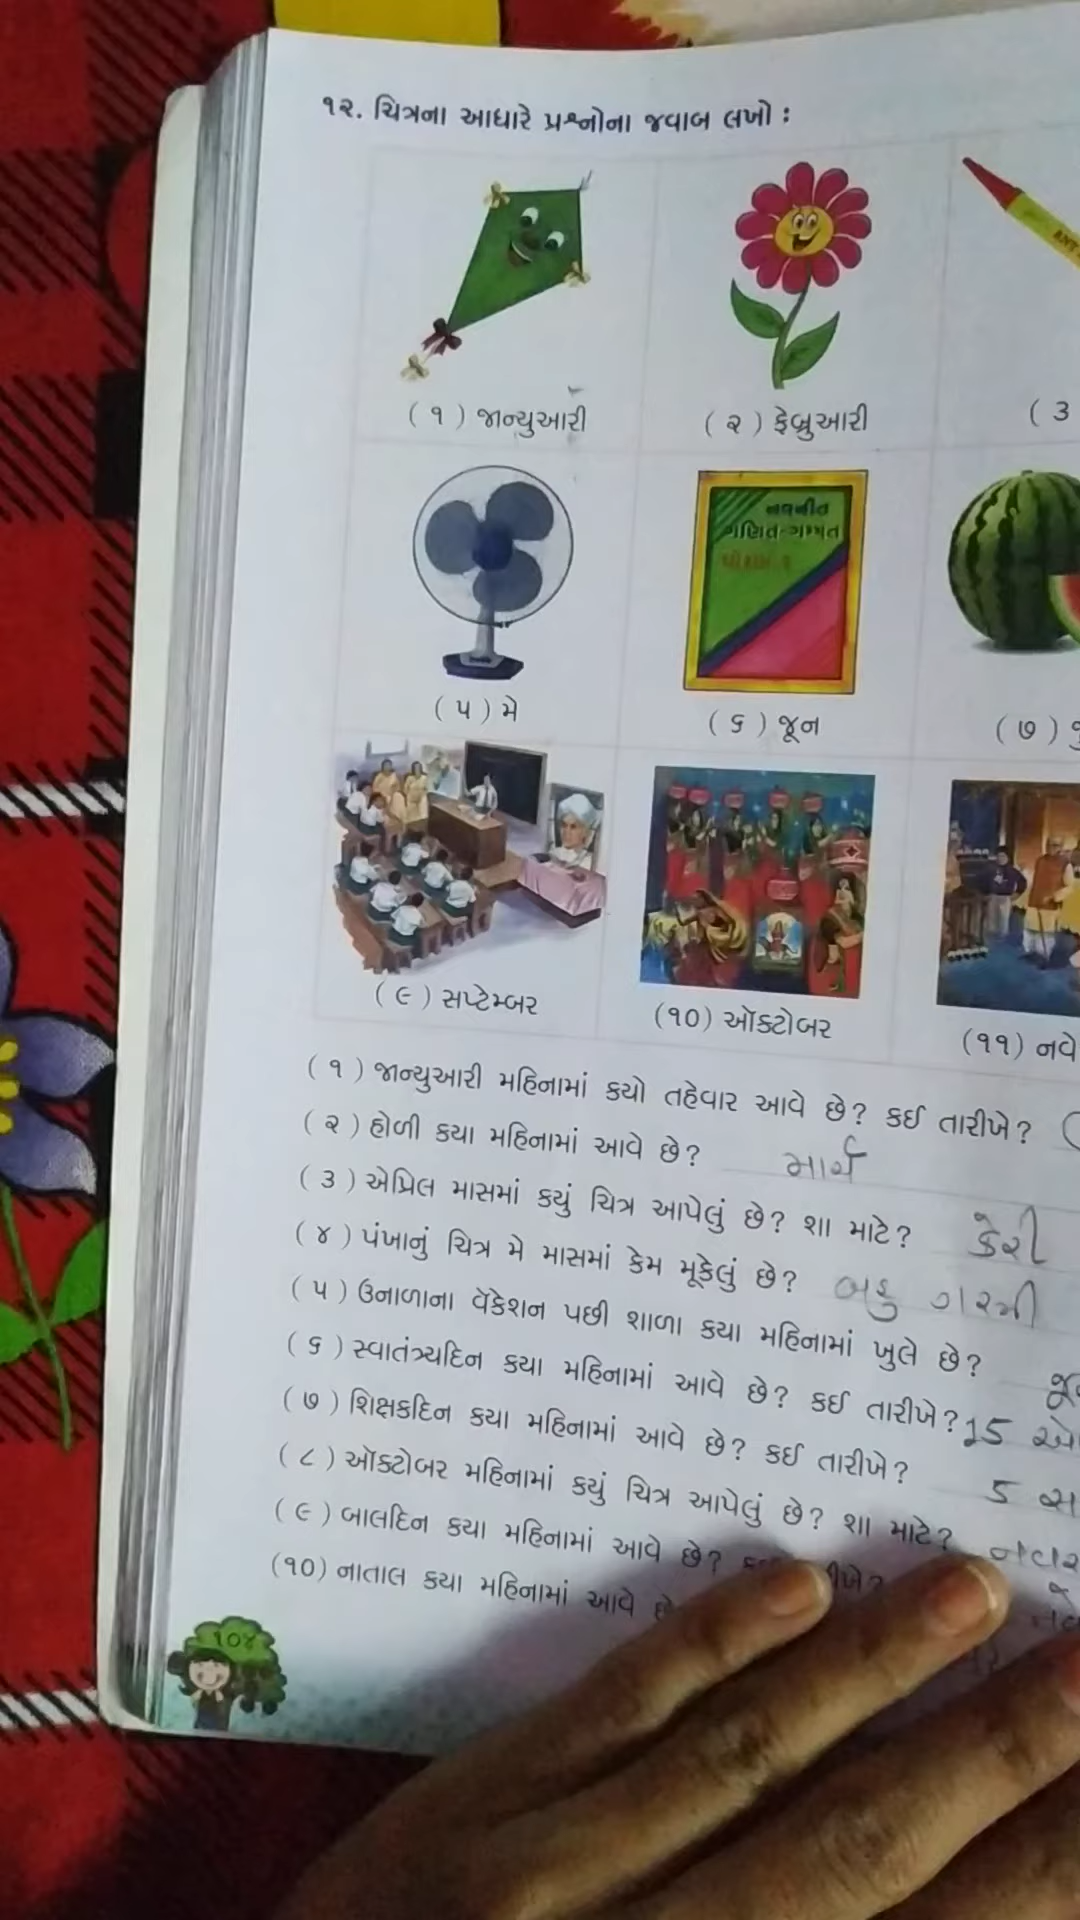 ૧૨. ચિત્રના આધારે પ્રશ્નોના જવાબ લખો :
(૧) જાન્યુઆરી
(૨) ફેબ્રુઆરી
(૩
નવનીત
ગણિત-ગમ્મત
(૫) મે
(૬) જૂન
(૭)
(૯) સપ્ટેમ્બર
(૧૦) ઑક્ટોબર
(૧૧) નવે
(૧) જાન્યુઆરી મહિનામાં કયો તહેવાર આવે છે? કઈ તારીખે?
(૨) હોળી કયા મહિનામાં આવે છે? માર્ચ
(૩) એપ્રિલ માસમાં કયું ચિત્ર આપેલું છે? શા માટે? કેરી
(૪) પંખાનું ચિત્ર મે માસમાં કેમ મૂકેલું છે? બહુ ગરમી
(૫) ઉનાળાના વૅકેશન પછી શાળા કયા મહિનામાં ખુલે છે? જૂ
(૬) સ્વાતંત્ર્યદિન કયા મહિનામાં આવે છે? કઈ તારીખે? 15 ઓ
(૭) શિક્ષકદિન કયા મહિનામાં આવે છે? કઈ તારીખે? 5 સ
(૮) ઑક્ટોબર મહિનામાં કયું ચિત્ર આપેલું છે? શા માટે? નવર
(૯) બાલદિન કયા મહિનામાં આવે છે?
(૧૦) નાતાલ કયા મહિનામાં આવે છે
૧૦૪